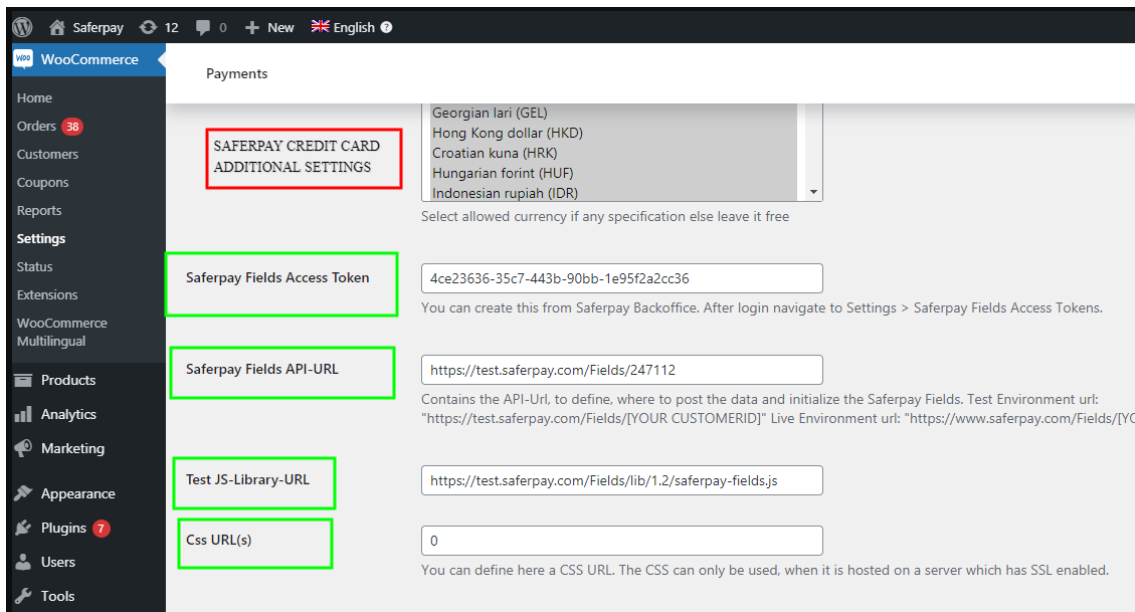 Saferpay 12 0 New English
WooCommerce
Payments
Home
Orders 38
Customers
Coupons
Reports
Settings
Status
Extensions
WooCommerce
Multilingual
Products
Analytics
Marketing
Appearance
Plugins 7
Users
Tools
SAFERPAY CREDIT CARD
ADDITIONAL SETTINGS
Georgian lari (GEL)
Hong Kong dollar (HKD)
Croatian kuna (HRK)
Hungarian forint (HUF)
Indonesian rupiah (IDR)
Select allowed currency if any specification else leave it free
Saferpay Fields Access Token
4ce23636-35c7-443b-90bb-1e95f2a2cc36
You can create this from Saferpay Backoffice. After login navigate to Settings > Saferpay Fields Access Tokens.
Saferpay Fields API-URL
https://test.saferpay.com/Fields/247112
Contains the API-Url, to define, where to post the data and initialize the Saferpay Fields. Test Environment url:
"https://test.saferpay.com/Fields/[YOUR CUSTOMERID]" Live Environment url: "https://www.saferpay.com/Fields/[YO
Test JS-Library-URL
https://test.saferpay.com/Fields/lib/1.2/saferpay-fields.js
Css URL(s)
0
You can define here a CSS URL. The CSS can only be used, when it is hosted on a server which has SSL enabled.